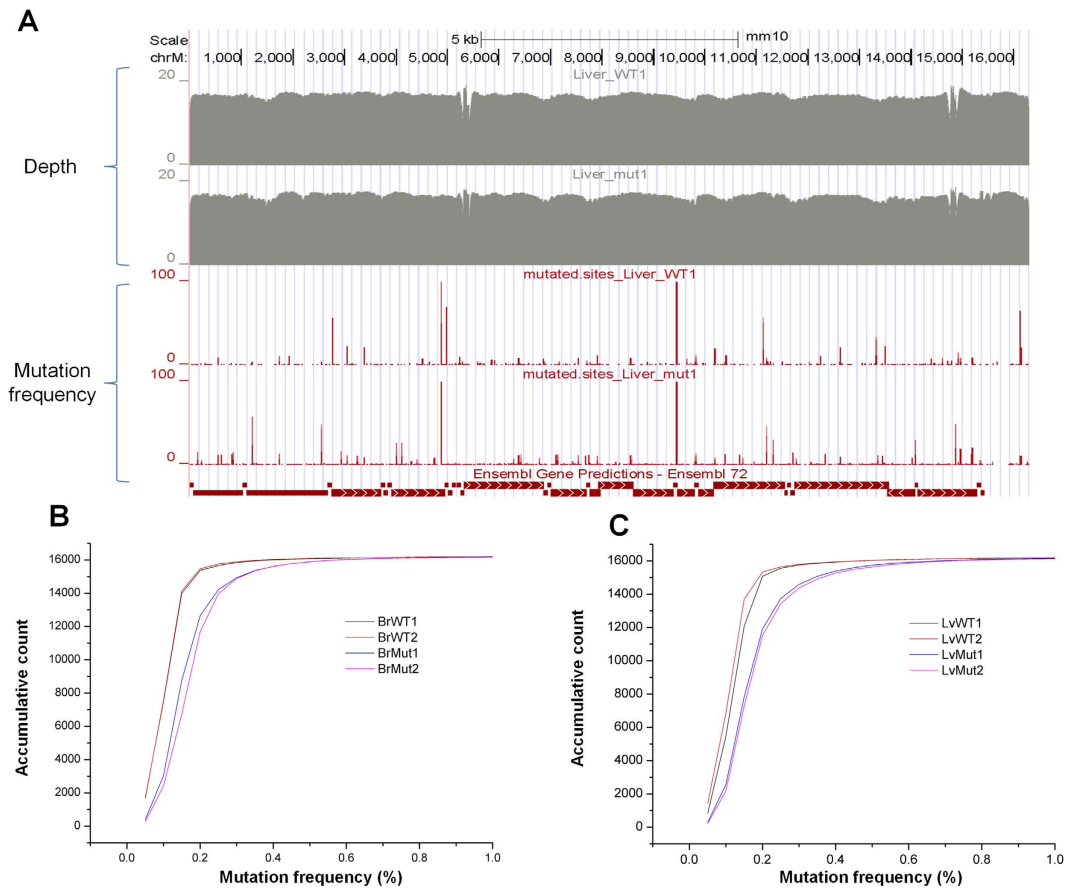 A
Scale 5 kb mm10
chrM: 1,000 2,000 3,000 4,000 5,000 6,000 7,000 8,000 9,000 10,000 11,000 12,000 13,000 14,000 15,000 16,000
Liver_WT1
20
0
Depth
Liver_mut1
20
0
mutated.sites_Liver_WT1
100
0
Mutation
frequency
mutated.sites_Liver_mut1
100
0
Ensembl Gene Predictions - Ensembl 72
B
16000
14000
12000
10000
8000
6000
4000
2000
0
Accumulative count
BrWT1
BrWT2
BrMut1
BrMut2
0.0 0.2 0.4 0.6 0.8 1.0
Mutation frequency (%)
C
16000
14000
12000
10000
8000
6000
4000
2000
0
Accumulative count
LvWT1
LvWT2
LvMut1
LvMut2
0.0 0.2 0.4 0.6 0.8 1.0
Mutation frequency (%)